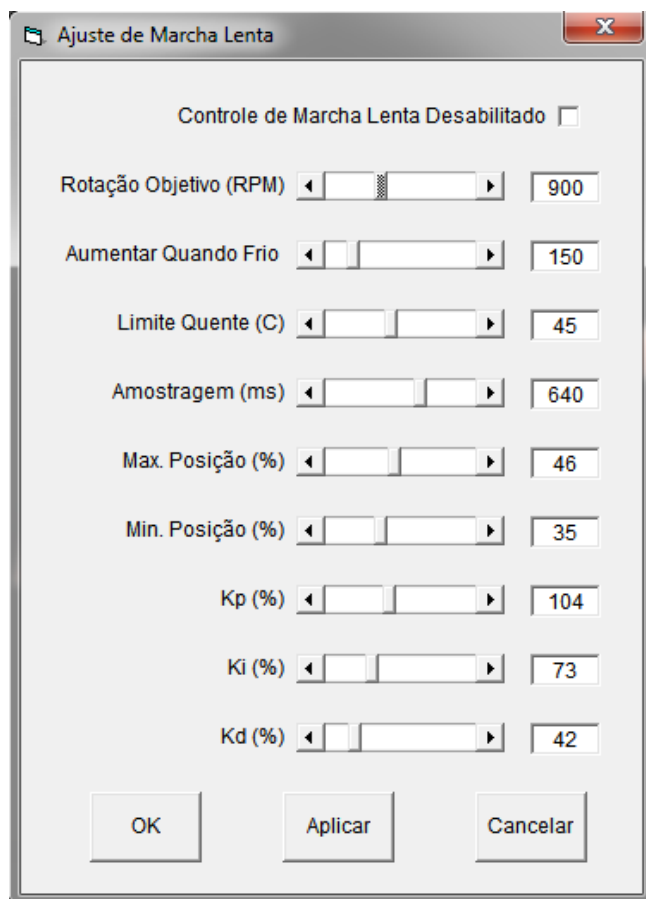 Ajuste de Marcha Lenta
Controle de Marcha Lenta Desabilitado
Rotação Objetivo (RPM) 900
Aumentar Quando Frio 150
Limite Quente (C) 45
Amostragem (ms) 640
Max. Posição (%) 46
Min. Posição (%) 35
Kp (%) 104
Ki (%) 73
Kd (%) 42
OK Aplicar Cancelar